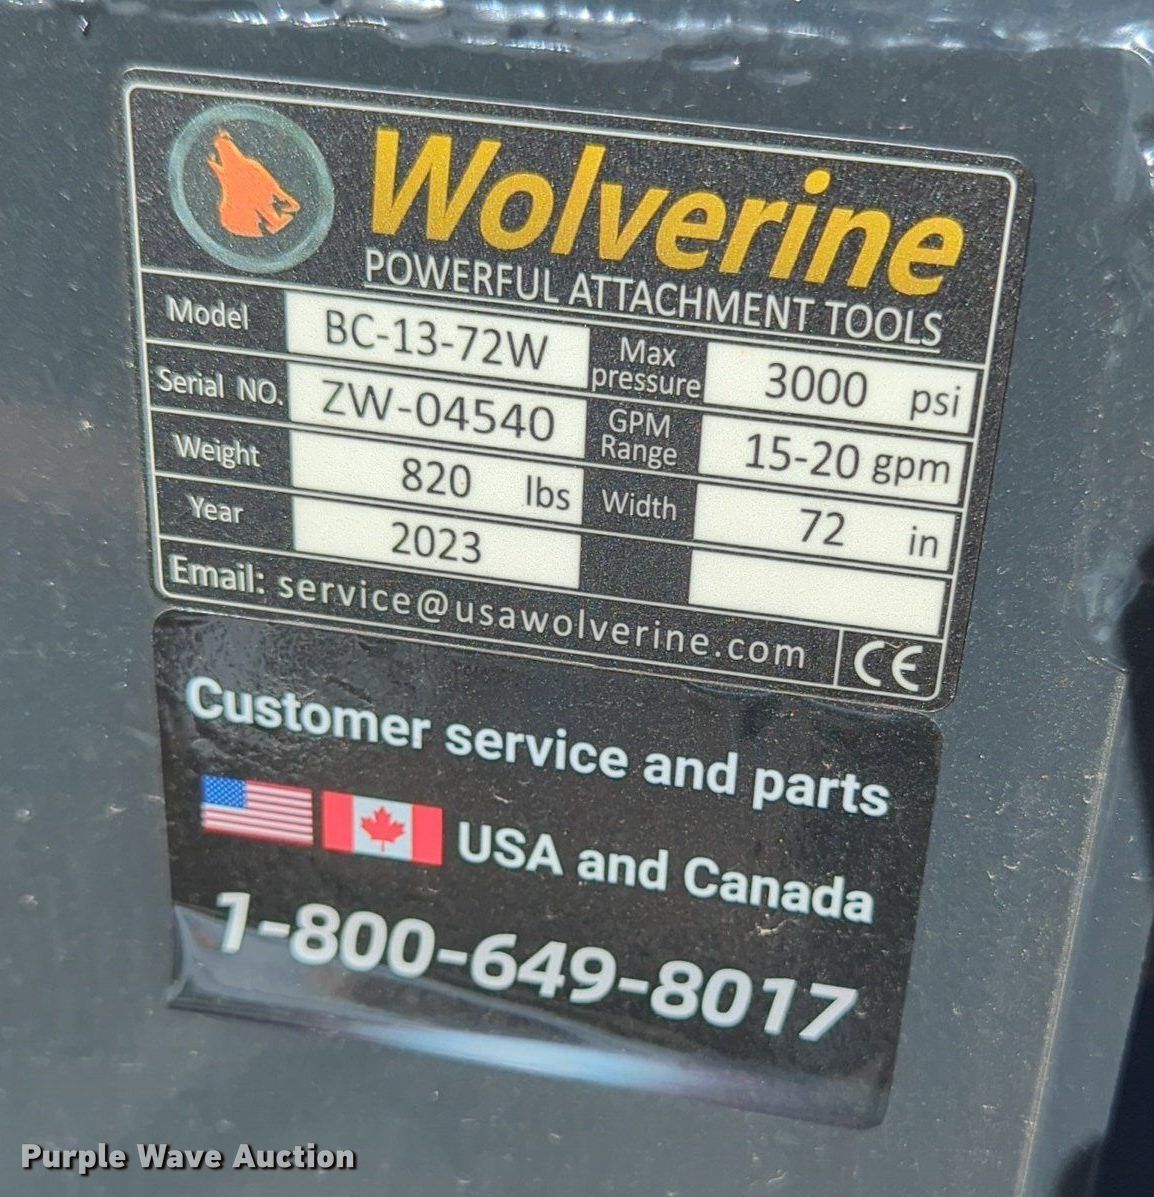 Wolverine
POWERFUL ATTACHMENT TOOLS
Model BC-13-72W Max pressure 3000 psi
Serial NO. ZW-04540 GPM Range 15-20 gpm
Weight 820 lbs Width 72 in
Year 2023
Email: service@usawolverine.com CE
Customer service and parts
USA and Canada
1-800-649-8017
Purple Wave Auction